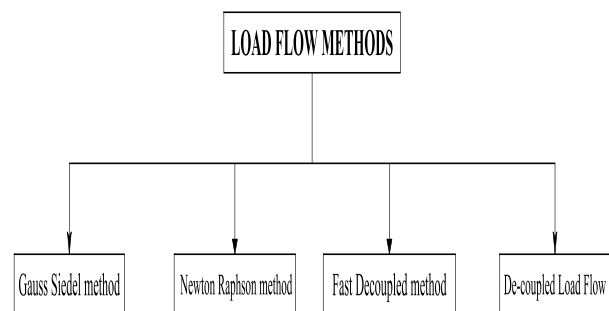 LOAD FLOW METHODS
Gauss Siedel method
Newton Raphson method
Fast Decoupled method
De-coupled Load Flow